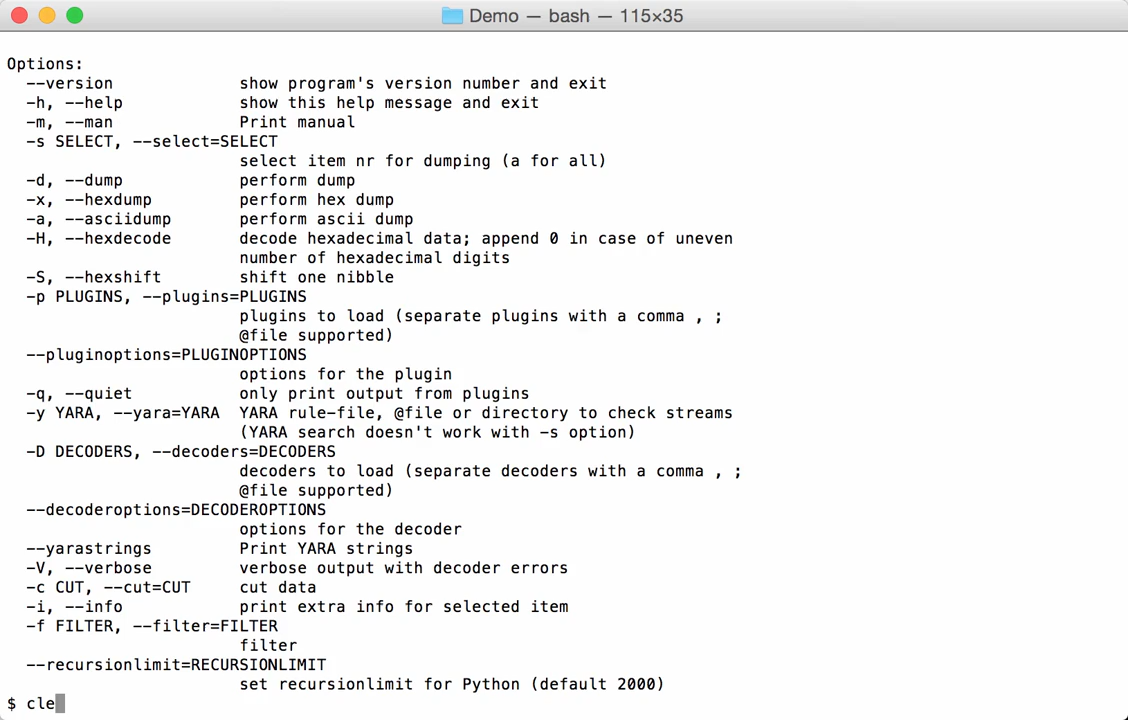 Demo — bash — 115×35
Options:
--version show program's version number and exit
-h, --help show this help message and exit
-m, --man Print manual
-s SELECT, --select=SELECT
select item nr for dumping (a for all)
-d, --dump perform dump
-x, --hexdump perform hex dump
-a, --asciidump perform ascii dump
-H, --hexdecode decode hexadecimal data; append 0 in case of uneven
number of hexadecimal digits
-S, --hexshift shift one nibble
-p PLUGINS, --plugins=PLUGINS
plugins to load (separate plugins with a comma , ;
@file supported)
--pluginoptions=PLUGINOPTIONS
options for the plugin
-q, --quiet only print output from plugins
-y YARA, --yara=YARA YARA rule-file, @file or directory to check streams
(YARA search doesn't work with -s option)
-D DECODERS, --decoders=DECODERS
decoders to load (separate decoders with a comma , ;
@file supported)
--decoderoptions=DECODEROPTIONS
options for the decoder
--yarastrings Print YARA strings
-V, --verbose verbose output with decoder errors
-c CUT, --cut=CUT cut data
-i, --info print extra info for selected item
-f FILTER, --filter=FILTER
filter
--recursionlimit=RECURSIONLIMIT
set recursionlimit for Python (default 2000)
$ cle